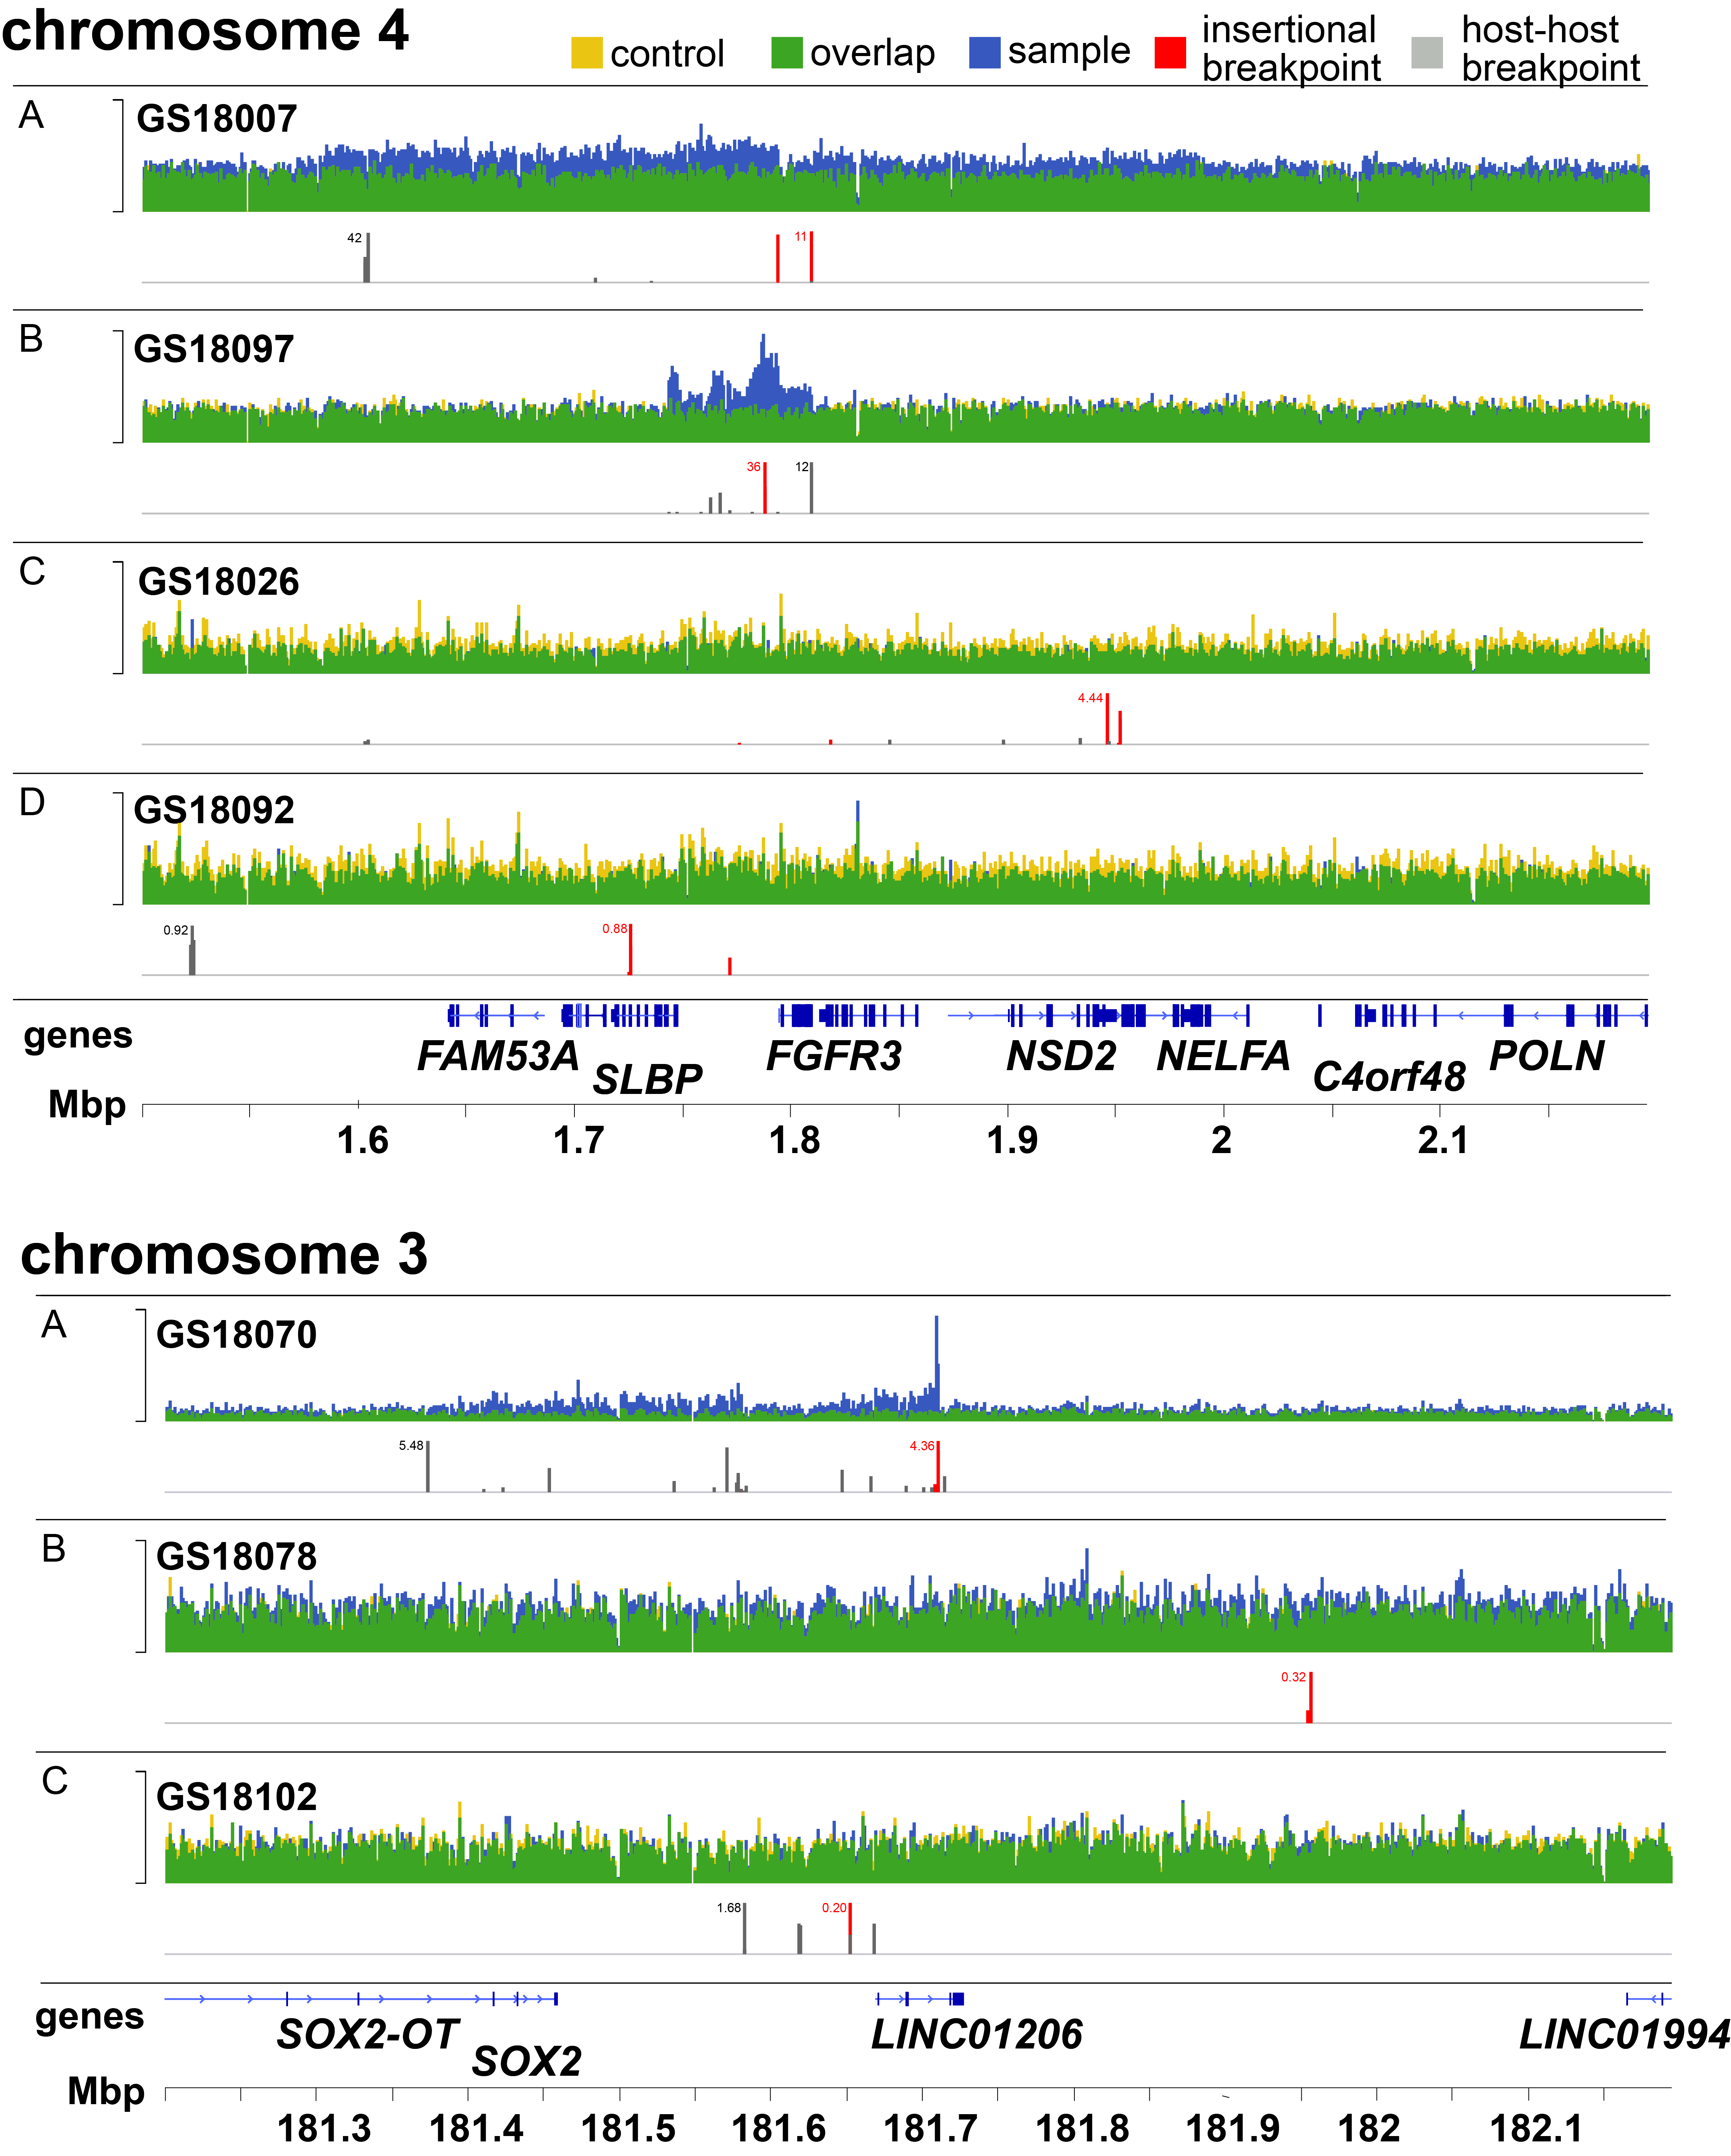 chromosome 4
control
overlap
sample
insertional
breakpoint
host-host
breakpoint
A
GS18007
42
11
B
GS18097
36
12
C
GS18026
4.44
D
GS18092
0.92
0.88
genes
FAM53A
SLBP
FGFR3
NSD2
NELFA
C4orf48
POLN
Mbp
1.6
1.7
1.8
1.9
2
2.1
chromosome 3
A
GS18070
5.48
4.36
B
GS18078
0.32
C
GS18102
1.68
0.20
genes
SOX2-OT
SOX2
LINC01206
LINC01994
Mbp
181.3
181.4
181.5
181.6
181.7
181.8
181.9
182
182.1